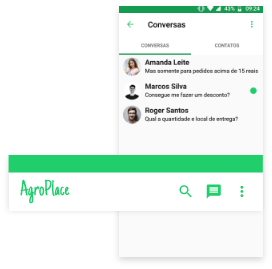 43% 09:24
Conversas
CONVERSAS CONTATOS
Amanda Leite
Mas somente para pedidos acima de 15 reais
Marcos Silva
Consegue me fazer um desconto?
Roger Santos
Qual a quantidade e local de entrega?
AgroPlace